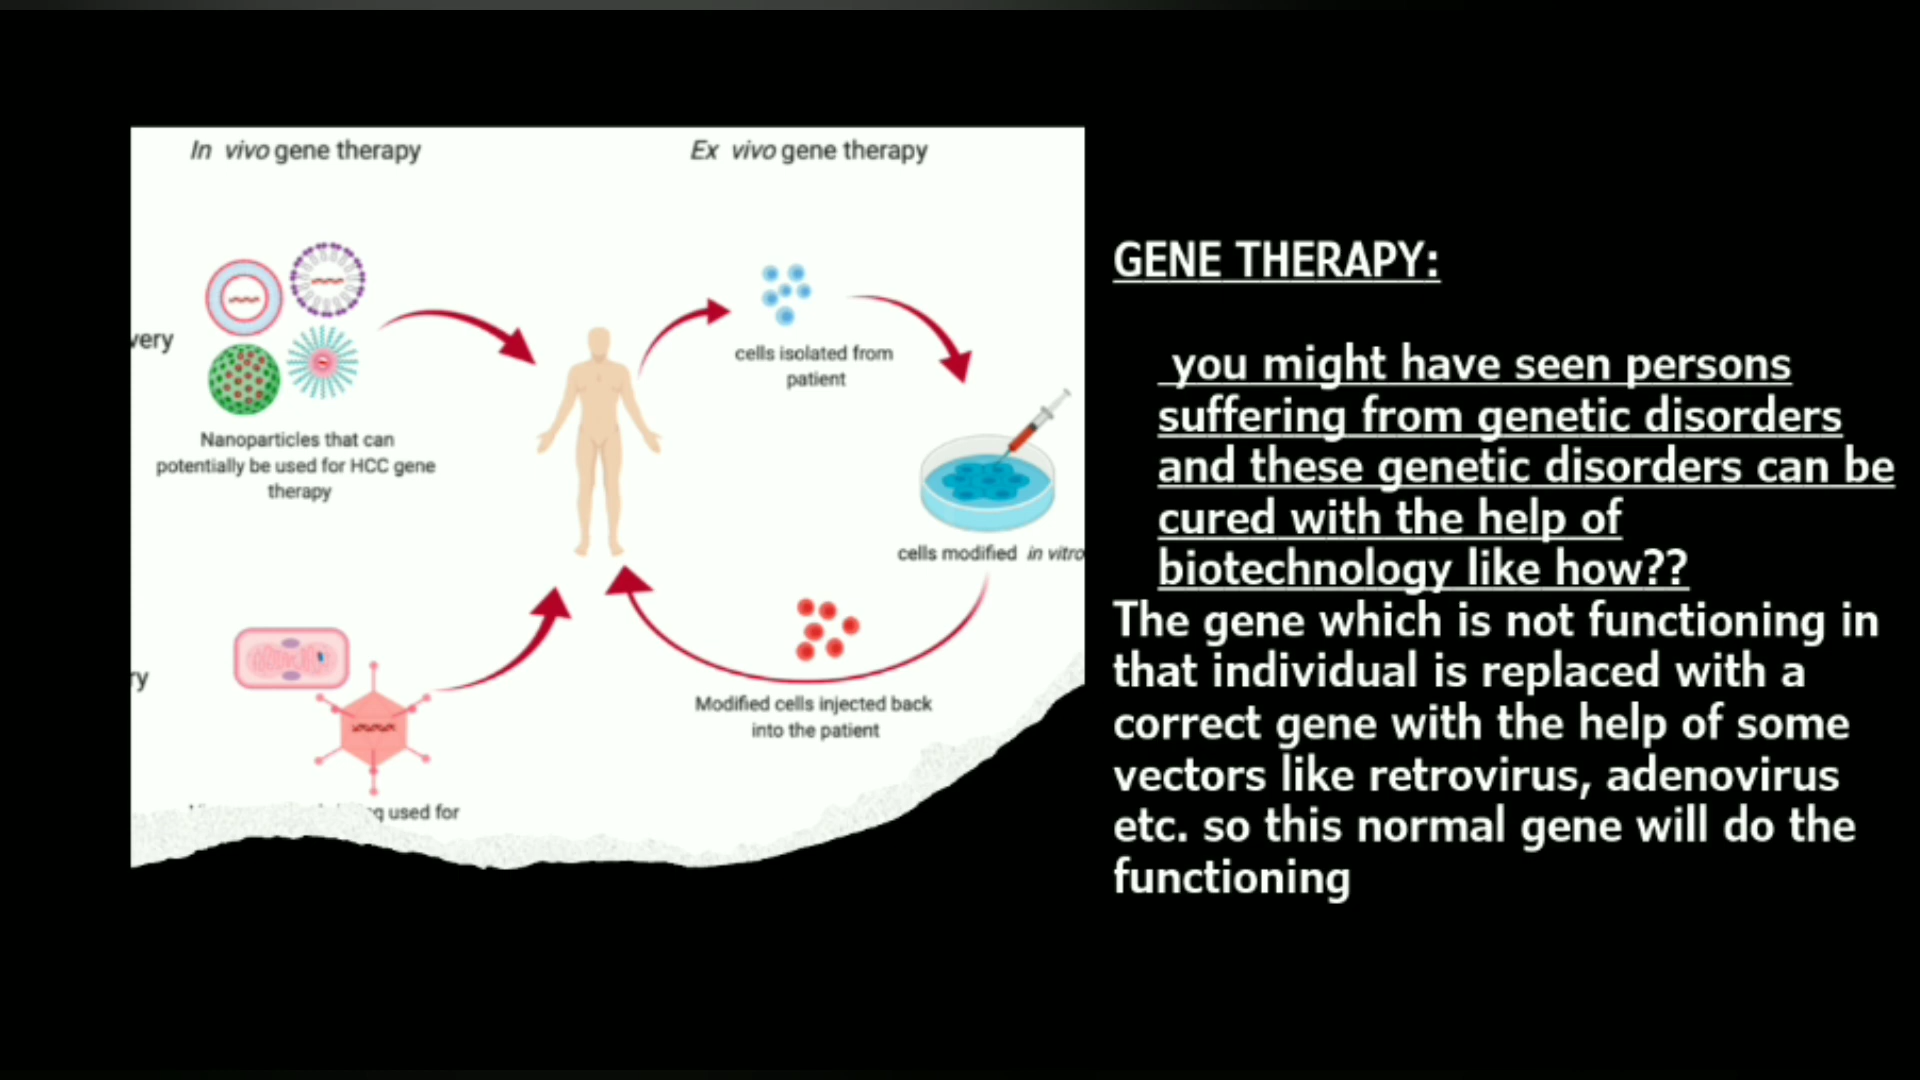 In vivo gene therapy
Ex vivo gene therapy
very
Nanoparticles that can
potentially be used for HCC gene
therapy
cells isolated from
patient
cells modified in vitro
ry
Modified cells injected back
into the patient
used for
GENE THERAPY:
you might have seen persons
suffering from genetic disorders
and these genetic disorders can be
cured with the help of
biotechnology like how??
The gene which is not functioning in
that individual is replaced with a
correct gene with the help of some
vectors like retrovirus, adenovirus
etc. so this normal gene will do the
functioning